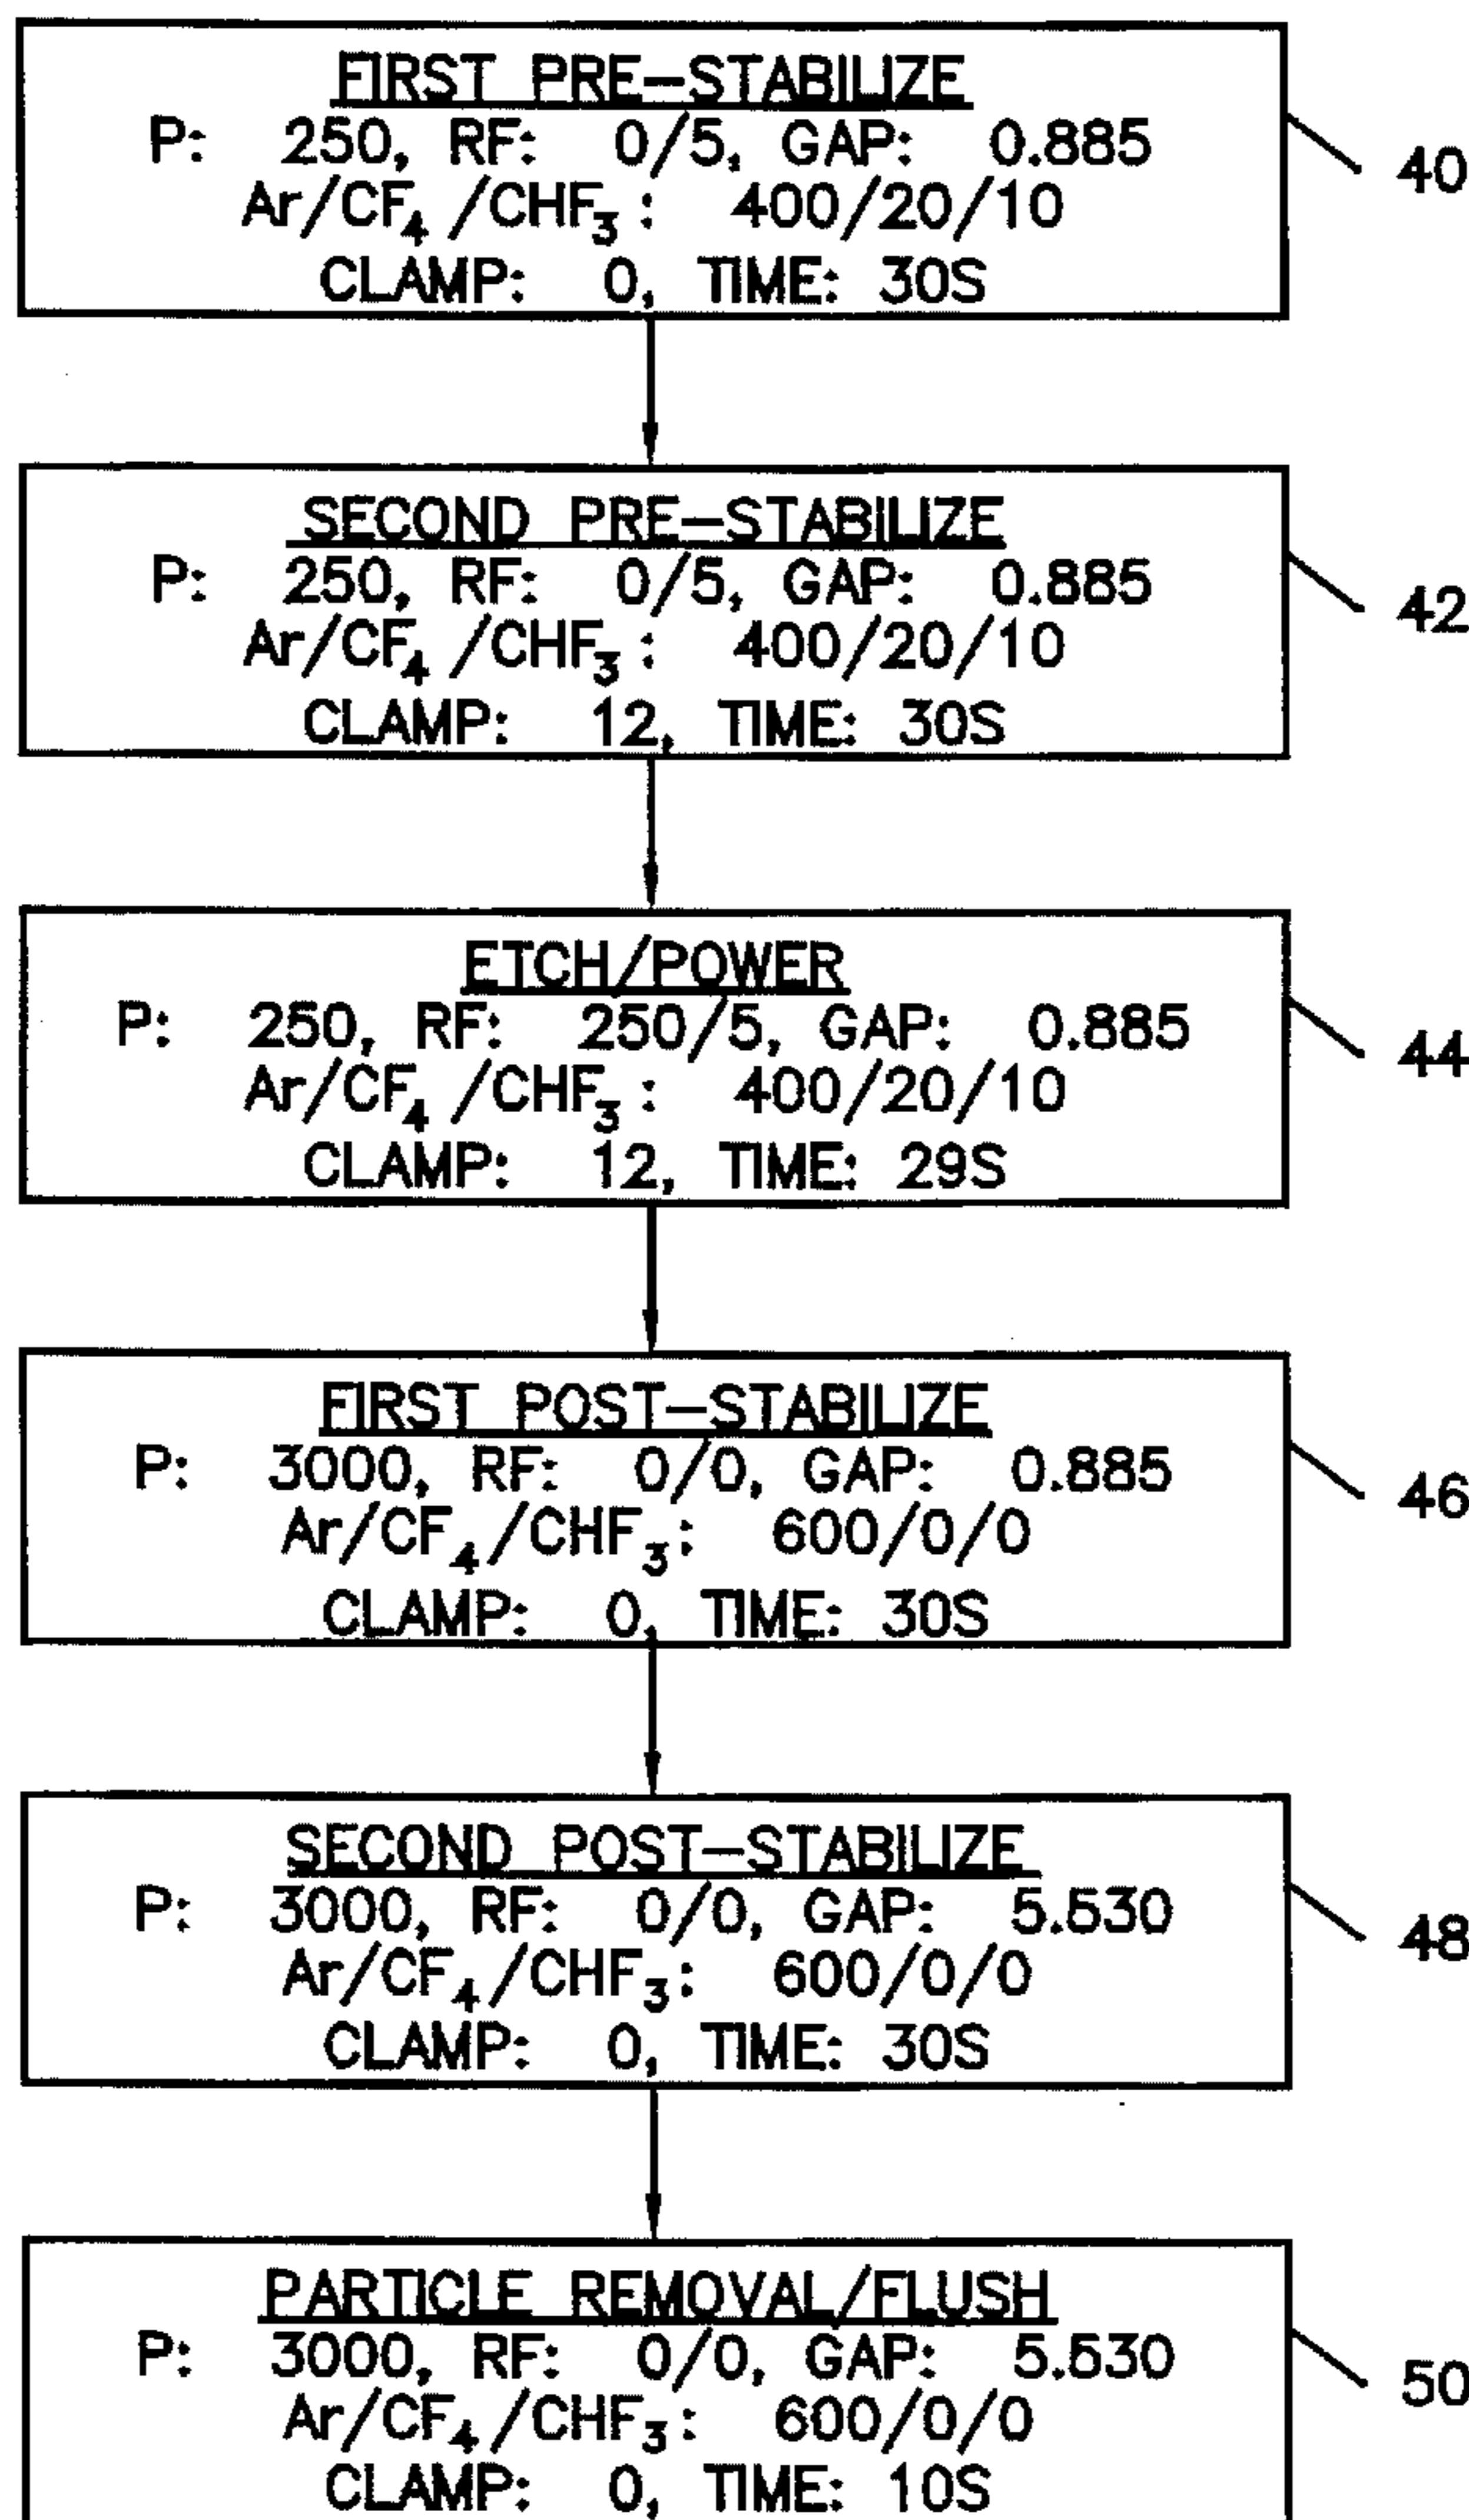 FIRST PRE-STABILIZE
P: 250, RF: 0/5, GAP: 0.885
Ar/CF₄/CHF₃: 400/20/10
CLAMP: 0, TIME: 30S
40
SECOND PRE-STABILIZE
P: 250, RF: 0/5, GAP: 0.885
Ar/CF₄/CHF₃: 400/20/10
CLAMP: 12, TIME: 30S
42
ETCH/POWER
P: 250, RF: 250/5, GAP: 0.885
Ar/CF₄/CHF₃: 400/20/10
CLAMP: 12, TIME: 29S
44
FIRST POST-STABILIZE
P: 3000, RF: 0/0, GAP: 0.885
Ar/CF₄/CHF₃: 600/0/0
CLAMP: 0, TIME: 30S
46
SECOND POST-STABILIZE
P: 3000, RF: 0/0, GAP: 5.530
Ar/CF₄/CHF₃: 600/0/0
CLAMP: 0, TIME: 30S
48
PARTICLE REMOVAL/FLUSH
P: 3000, RF: 0/0, GAP: 5.530
Ar/CF₄/CHF₃: 600/0/0
CLAMP: 0, TIME: 10S
50